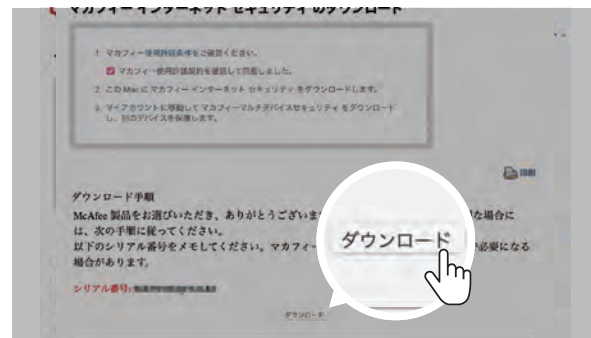 マカフィー インターネット セキュリティ のダウンロード
1. マカフィー使用許諾条件をご確認ください。
マカフィー使用許諾契約を確認して同意しました。
2. この Mac に マカフィー インターネット セキュリティ をダウンロードします。
3. マイアカウントに移動して マカフィー マルチデバイスセキュリティ をダウンロード
し、別のデバイスを保護します。
印刷
ダウンロード手順
McAfee 製品をお選びいただき、ありがとうございま な場合に
は、次の手順に従ってください。
以下のシリアル番号をメモしてください。マカフィー で必要になる
場合があります。
シリアル番号:
ダウンロード
ダウンロード